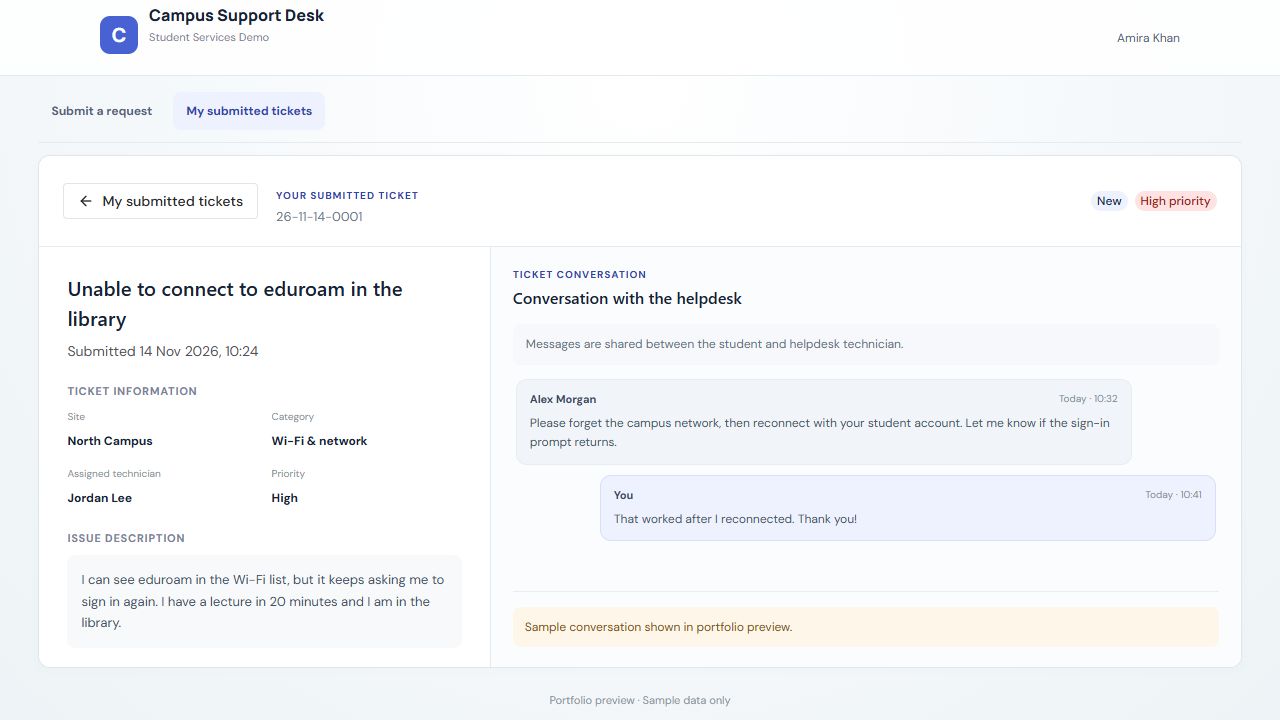 C
Campus Support Desk
Student Services Demo
Amira Khan
Submit a request
My submitted tickets
← My submitted tickets
YOUR SUBMITTED TICKET
26-11-14-0001
New
High priority
Unable to connect to eduroam in the
library
Submitted 14 Nov 2026, 10:24
TICKET INFORMATION
Site
Category
North Campus
Wi-Fi & network
Assigned technician
Priority
Jordan Lee
High
ISSUE DESCRIPTION
I can see eduroam in the Wi-Fi list, but it keeps asking me to
sign in again. I have a lecture in 20 minutes and I am in the
library.
TICKET CONVERSATION
Conversation with the helpdesk
Messages are shared between the student and helpdesk technician.
Alex Morgan
Today · 10:32
Please forget the campus network, then reconnect with your student account. Let me know if the sign-in
prompt returns.
You
Today · 10:41
That worked after I reconnected. Thank you!
Sample conversation shown in portfolio preview.
Portfolio preview · Sample data only